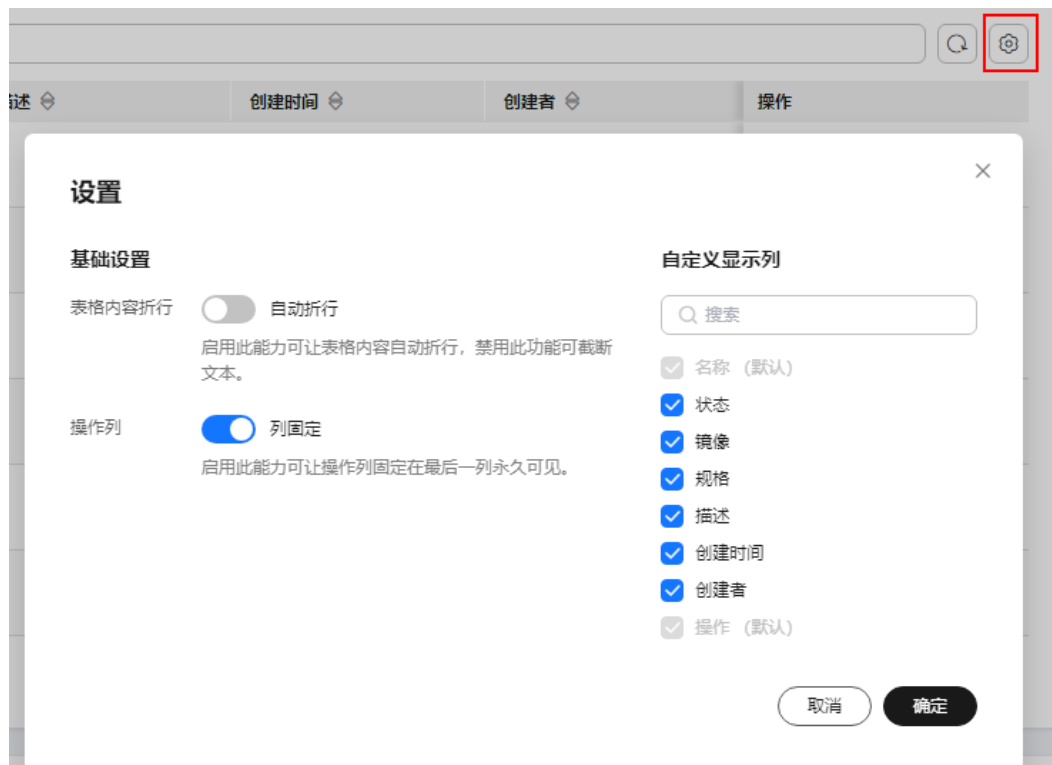 述 创建时间 创建者 操作
设置
基础设置
表格内容折行 自动折行
启用此能力可让表格内容自动折行，禁用此功能可截断
文本。
操作列 列固定
启用此能力可让操作列固定在最后一列永久可见。
自定义显示列
搜索
名称 (默认)
状态
镜像
规格
描述
创建时间
创建者
操作 (默认)
取消 确定